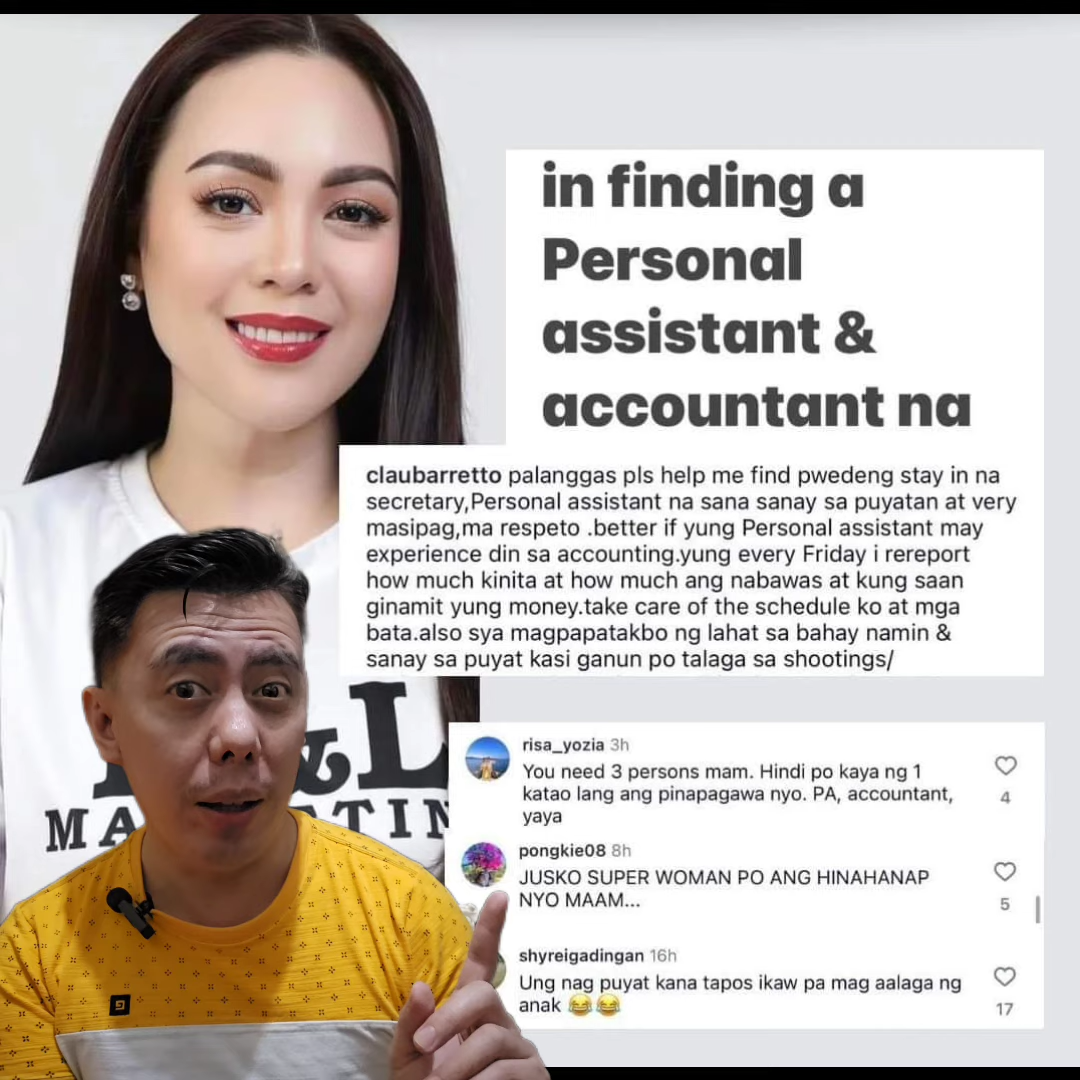 in finding a
Personal
assistant &
accountant na
claubarretto palanggas pls help me find pwedeng stay in na
secretary,Personal assistant na sana sanay sa puyatan at very
masipag,ma respeto .better if yung Personal assistant may
experience din sa accounting.yung every Friday i rereport
how much kinita at how much ang nabawas at kung saan
ginamit yung money.take care of the schedule ko at mga
bata.also sya magpapatakbo ng lahat sa bahay namin &
sanay sa puyat kasi ganun po talaga sa shootings/
&L
MA
TIN
risa_yozia 3h
You need 3 persons mam. Hindi po kaya ng 1
katao lang ang pinapagawa nyo. PA, accountant,
yaya
4
pongkie08 8h
JUSKO SUPER WOMAN PO ANG HINAHANAP
NYO MAAM...
5
shyreigadingan 16h
Ung nag puyat kana tapos ikaw pa mag aalaga ng
anak 😂😂
17